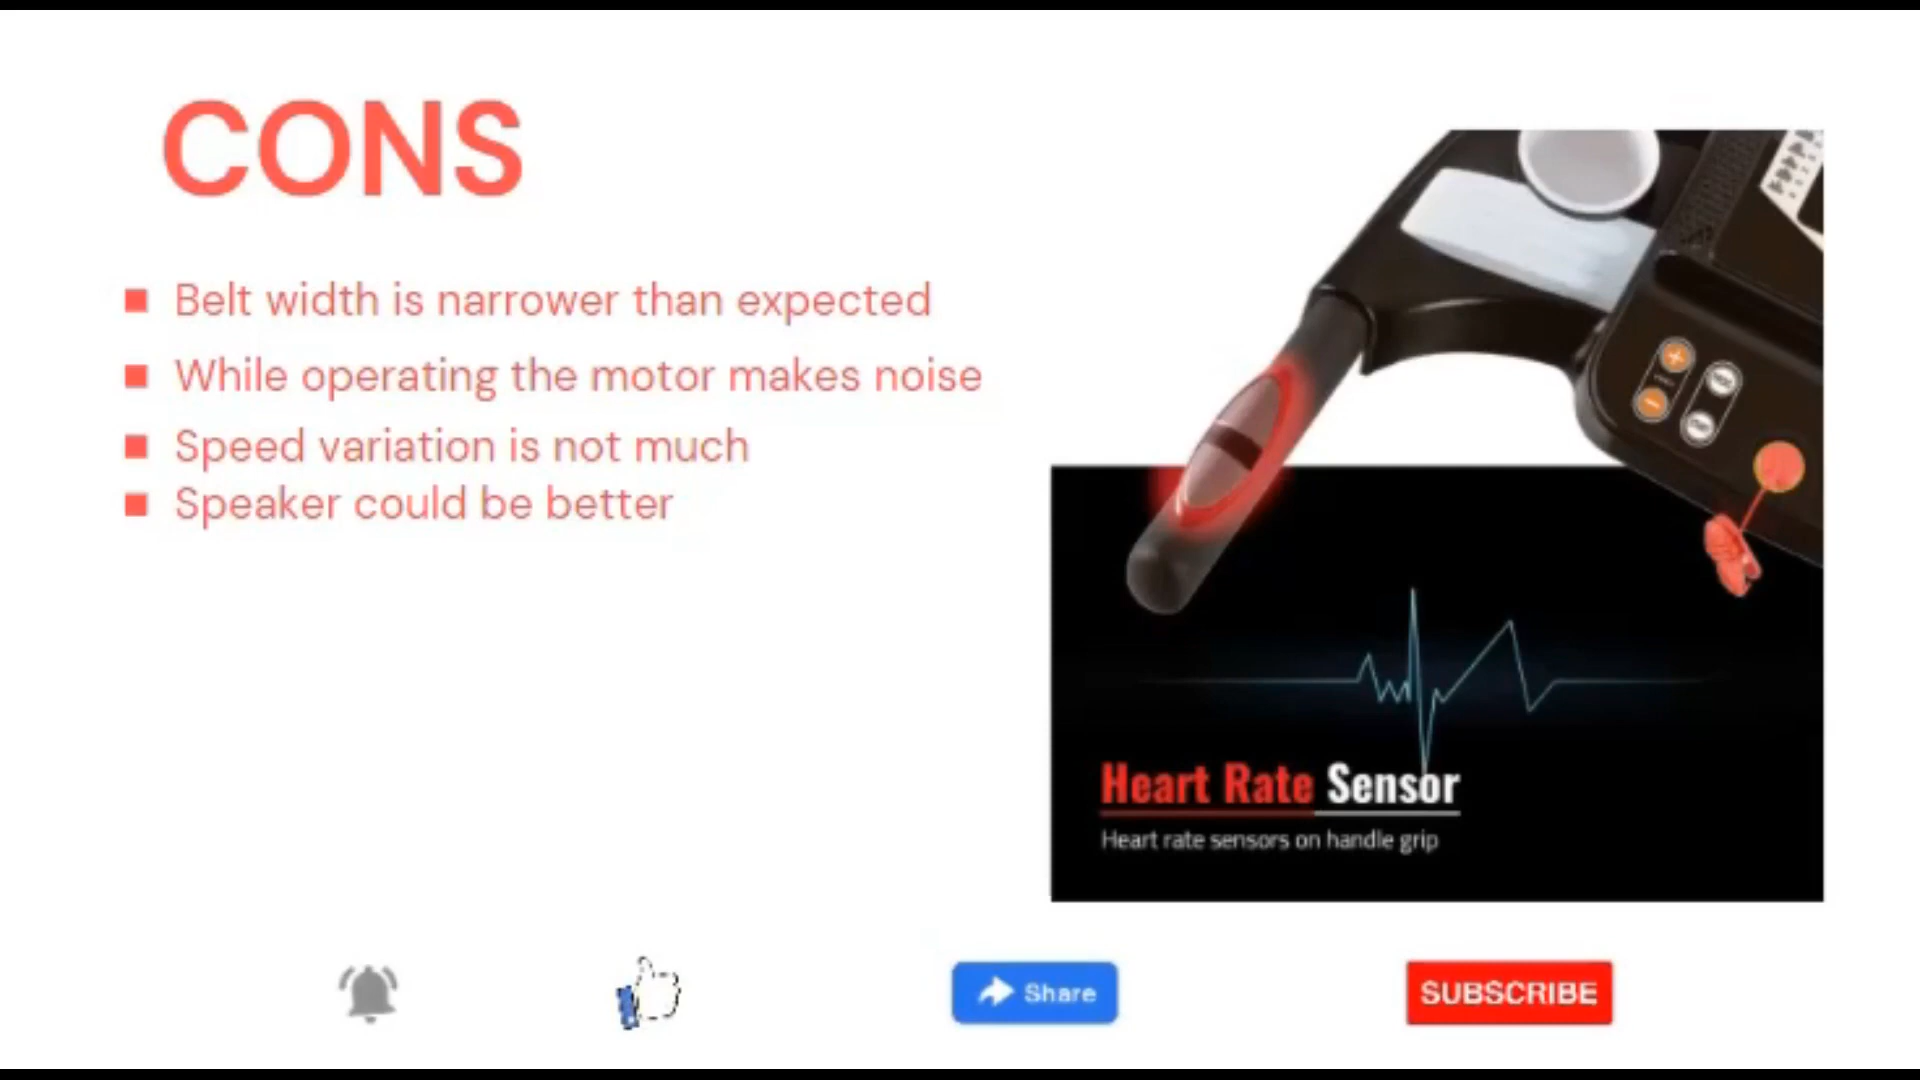 CONS
Belt width is narrower than expected
While operating the motor makes noise
Speed variation is not much
Speaker could be better
Heart Rate Sensor
Heart rate sensors on handle grip
Share
SUBSCRIBE